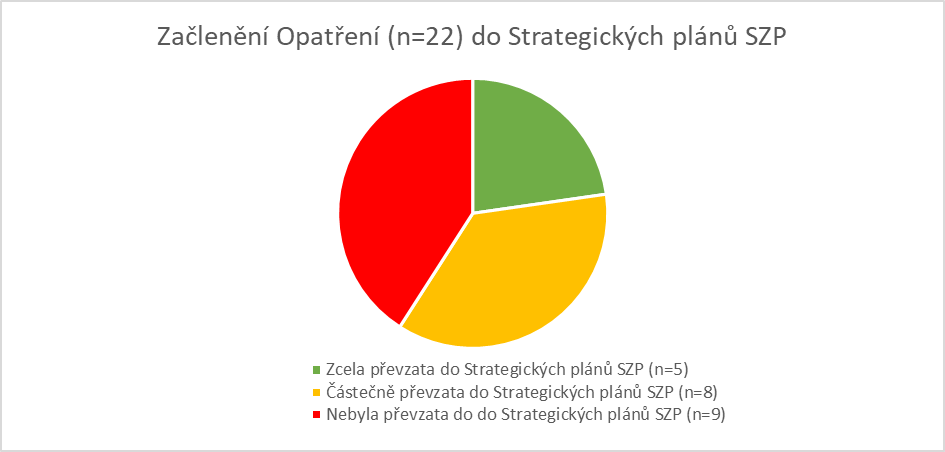 Začlenění Opatření (n=22) do Strategických plánů SZP
Zcela převzata do Strategických plánů SZP (n=5)
Částečně převzata do Strategických plánů SZP (n=8)
Nebyla převzata do do Strategických plánů SZP (n=9)